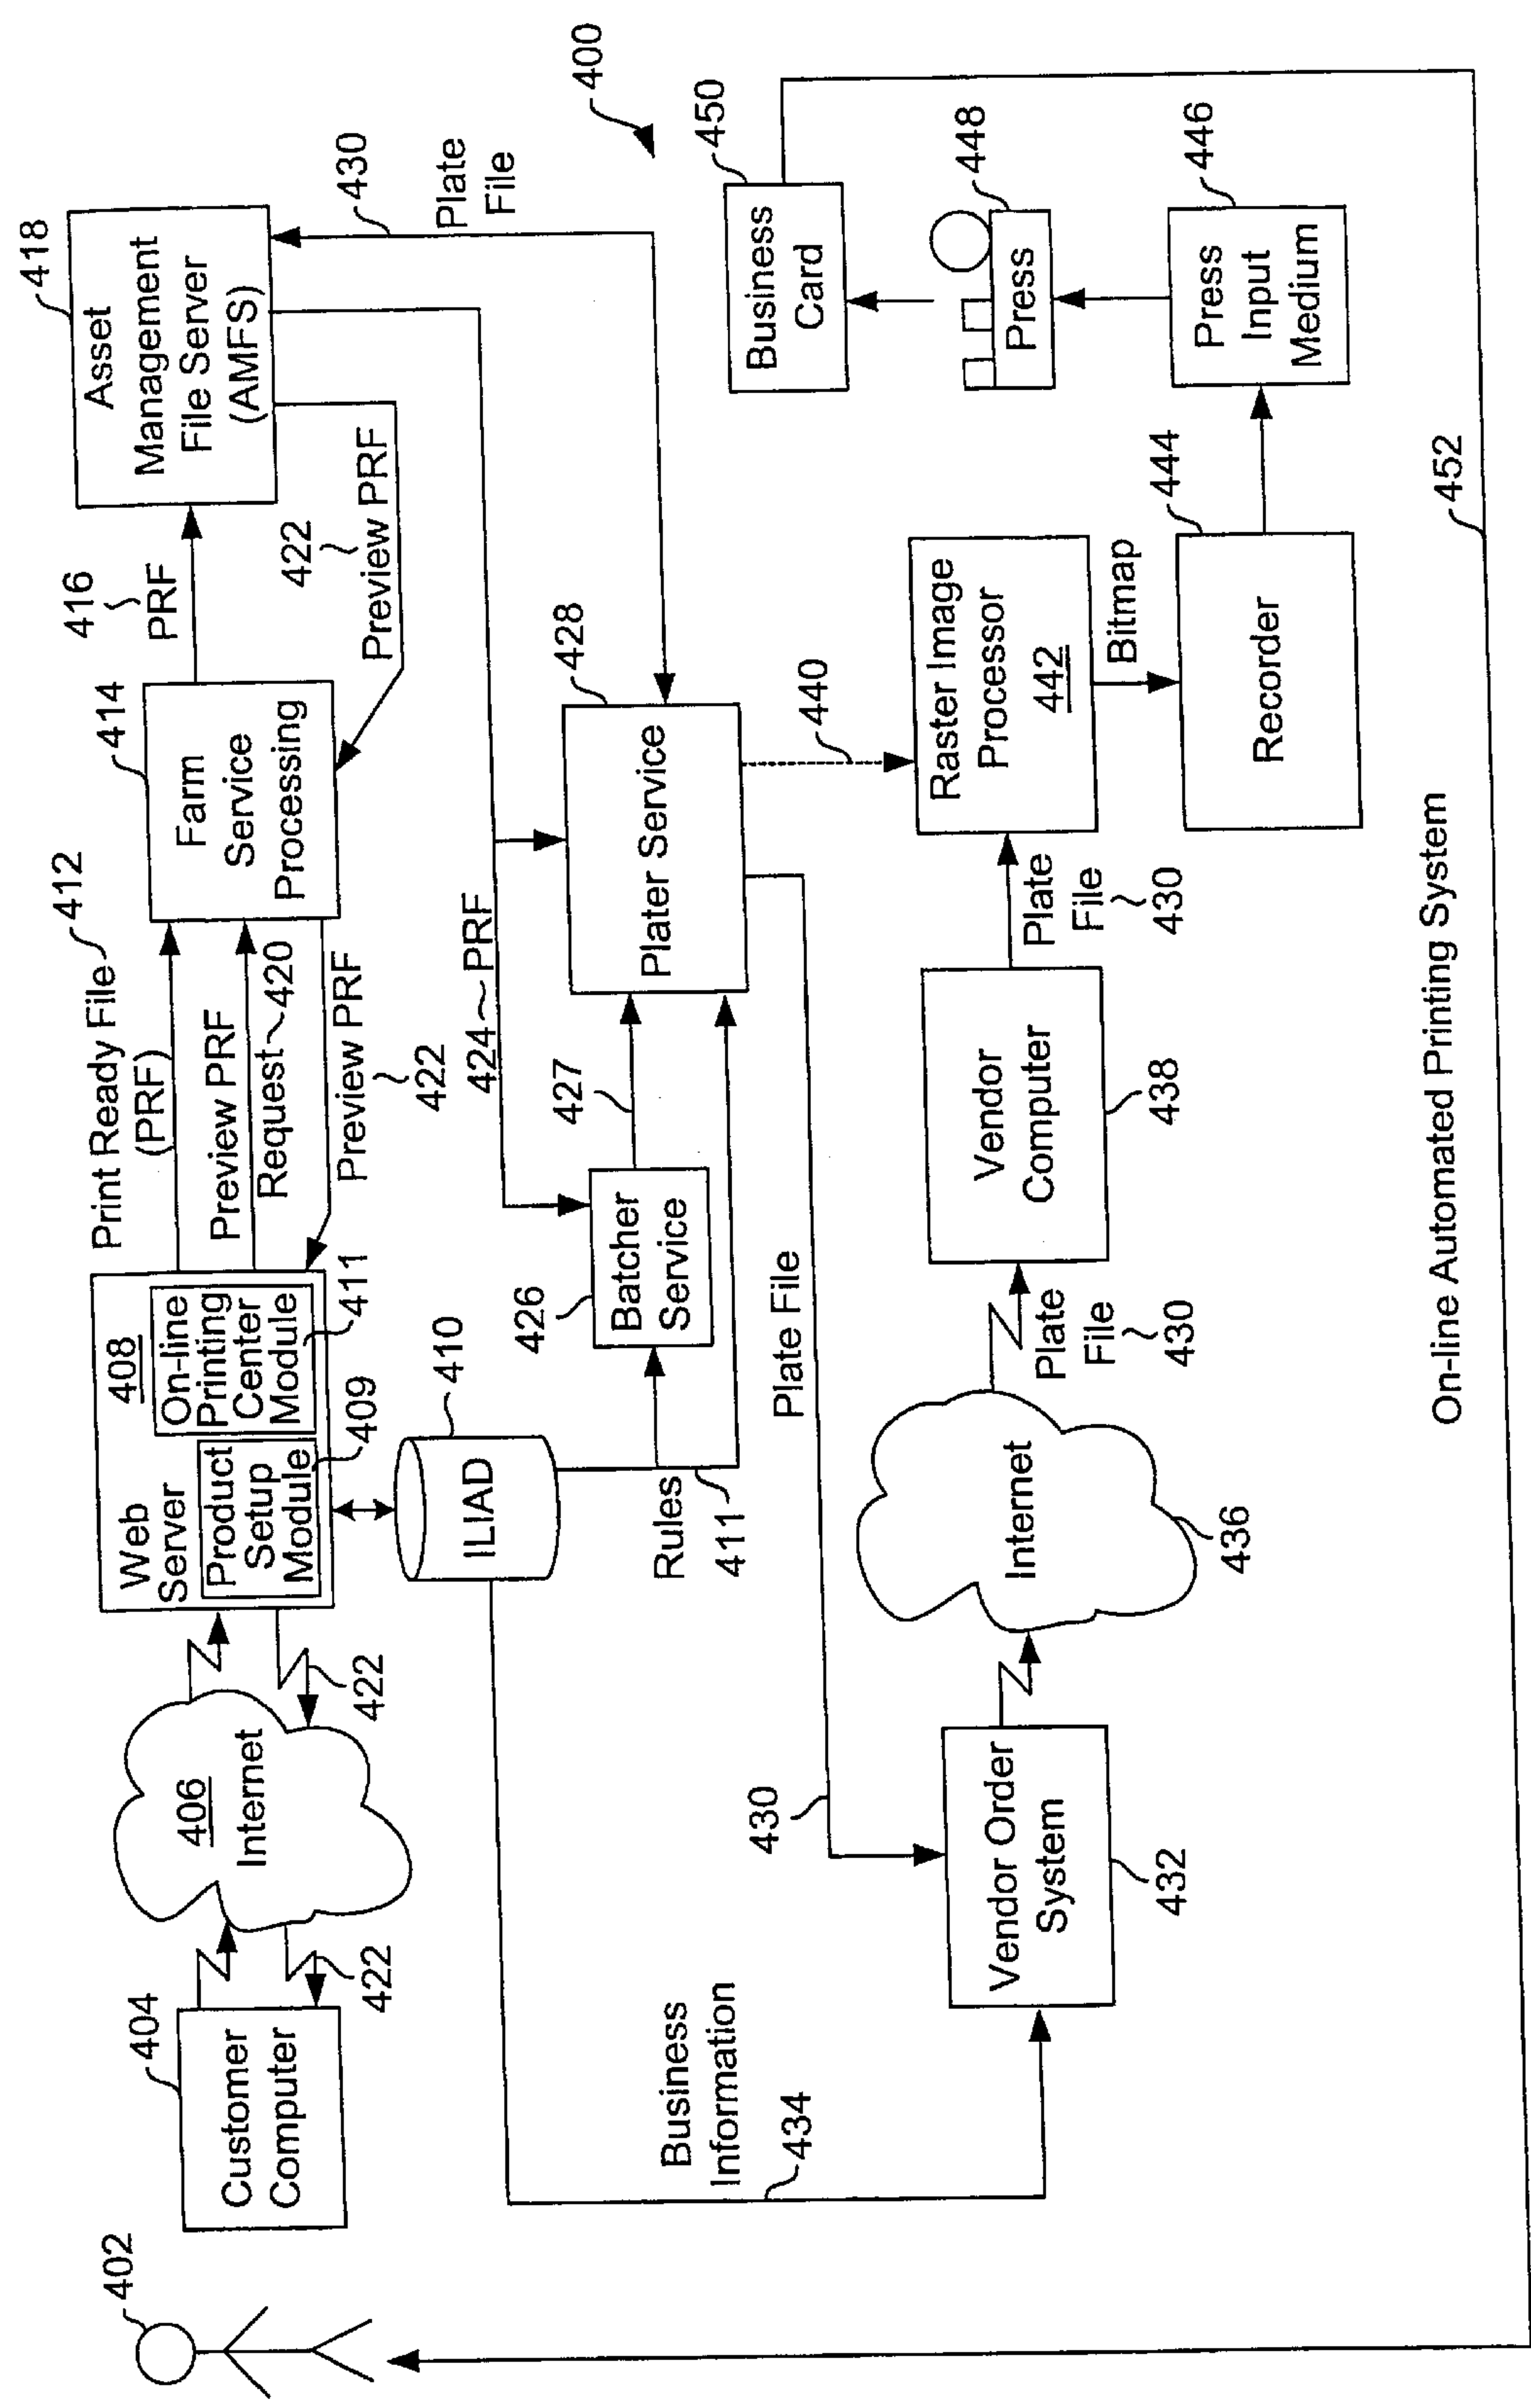 400
402
404
Customer
Computer
422
406
Internet
422
Web
Server
408
Product
Setup
Module
409
On-line
Printing
Center
Module
411
Print Ready File
(PRF)
412
Preview PRF
Request
420
Preview PRF
422
414
Farm
Service
Processing
416
PRF
422
Preview PRF
418
Asset
Management
File Server
(AMFS)
430
Plate
File
410
ILIAD
Rules
411
426
Batcher
Service
427
424
PRF
428
Plater Service
440
Plate File
430
Business
Information
434
Vendor Order
System
432
Internet
436
Plate
File
430
Vendor
Computer
438
Plate
File
430
Raster Image
Processor
442
Bitmap
444
Recorder
446
Press
Input
Medium
448
Press
450
Business
Card
452
On-line Automated Printing System